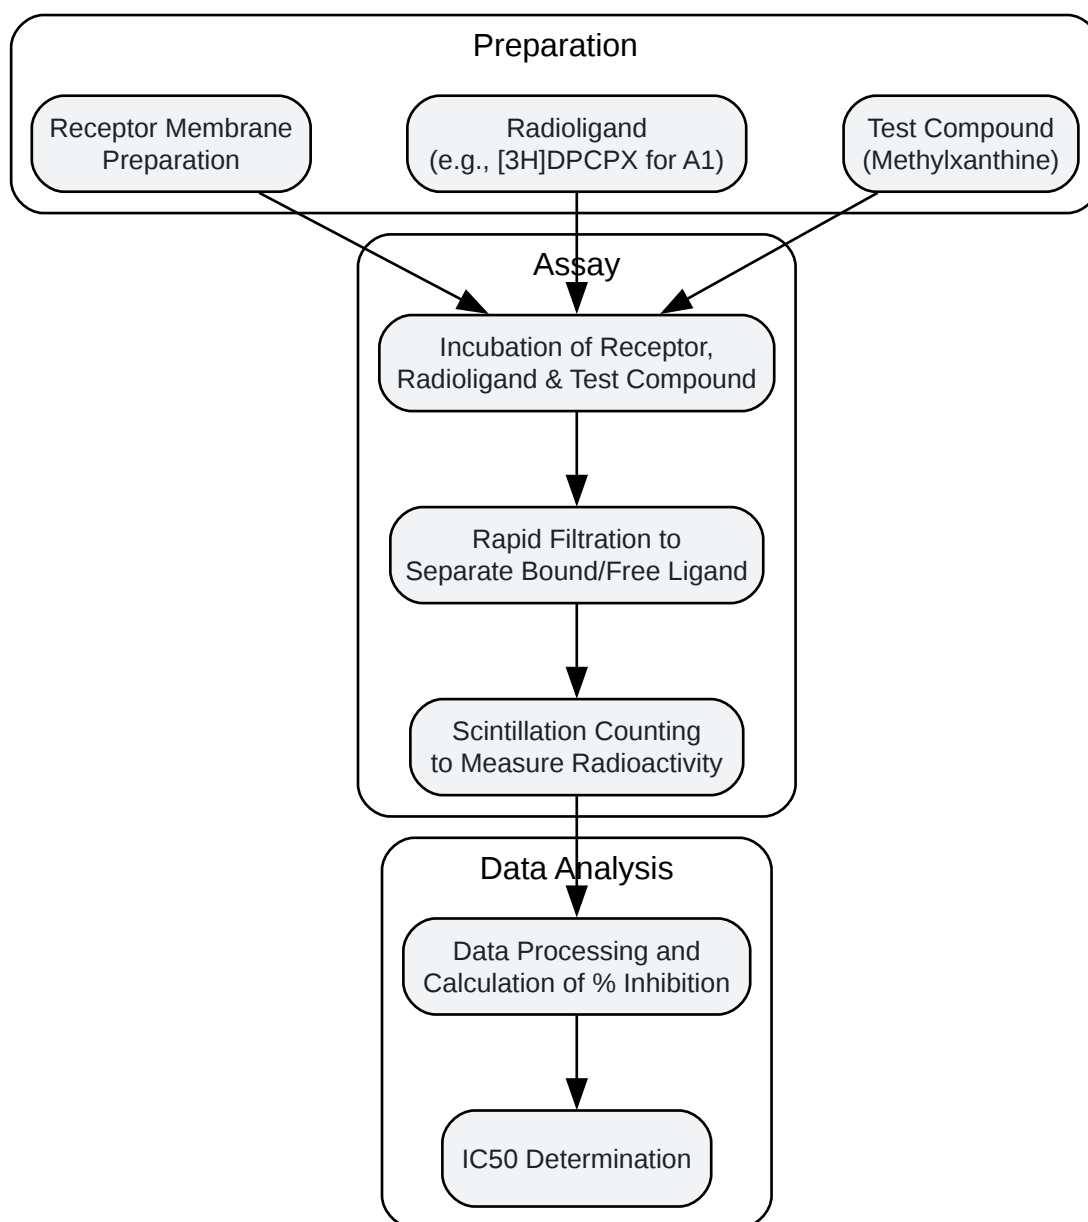 Preparation
Receptor Membrane
Preparation
Radioligand
(e.g., [3H]DPCPX for A1)
Test Compound
(Methylxanthine)
Assay
Incubation of Receptor,
Radioligand & Test Compound
Rapid Filtration to
Separate Bound/Free Ligand
Scintillation Counting
to Measure Radioactivity
Data Analysis
Data Processing and
Calculation of % Inhibition
IC50 Determination